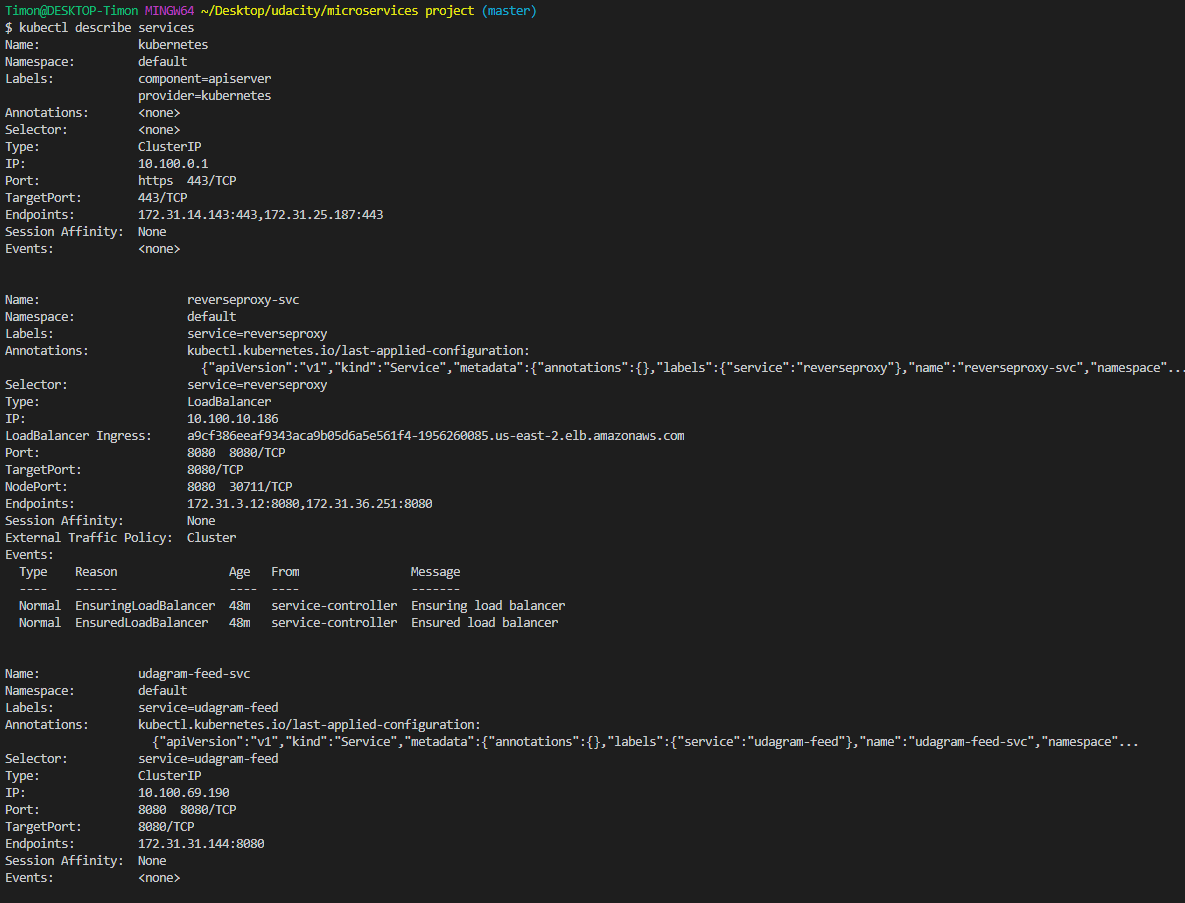 Timon@DESKTOP-Timon MINGW64 ~/Desktop/udacity/microservices project (master)
$ kubectl describe services
Name:              kubernetes
Namespace:         default
Labels:            component=apiserver
                   provider=kubernetes
Annotations:       <none>
Selector:          <none>
Type:              ClusterIP
IP:                10.100.0.1
Port:              https  443/TCP
TargetPort:        443/TCP
Endpoints:         172.31.14.143:443,172.31.25.187:443
Session Affinity:  None
Events:            <none>
Name:                     reverseproxy-svc
Namespace:                default
Labels:                   service=reverseproxy
Annotations:              kubectl.kubernetes.io/last-applied-configuration:
                            {"apiVersion":"v1","kind":"Service","metadata":{"annotations":{},"labels":{"service":"reverseproxy"},"name":"reverseproxy-svc","namespace"...
Selector:                 service=reverseproxy
Type:                     LoadBalancer
IP:                       10.100.10.186
LoadBalancer Ingress:     a9cf386eeaf9343aca9b05d6a5e561f4-1956260085.us-east-2.elb.amazonaws.com
Port:                     8080  8080/TCP
TargetPort:               8080/TCP
NodePort:                 8080  30711/TCP
Endpoints:                172.31.3.12:8080,172.31.36.251:8080
Session Affinity:         None
External Traffic Policy:  Cluster
Events:
  Type    Reason                Age   From                Message
  ----    ------                ----  ----                -------
  Normal  EnsuringLoadBalancer  48m   service-controller  Ensuring load balancer
  Normal  EnsuredLoadBalancer   48m   service-controller  Ensured load balancer
Name:              udagram-feed-svc
Namespace:         default
Labels:            service=udagram-feed
Annotations:       kubectl.kubernetes.io/last-applied-configuration:
                     {"apiVersion":"v1","kind":"Service","metadata":{"annotations":{},"labels":{"service":"udagram-feed"},"name":"udagram-feed-svc","namespace"...
Selector:          service=udagram-feed
Type:              ClusterIP
IP:                10.100.69.190
Port:              8080  8080/TCP
TargetPort:        8080/TCP
Endpoints:         172.31.31.144:8080
Session Affinity:  None
Events:            <none>